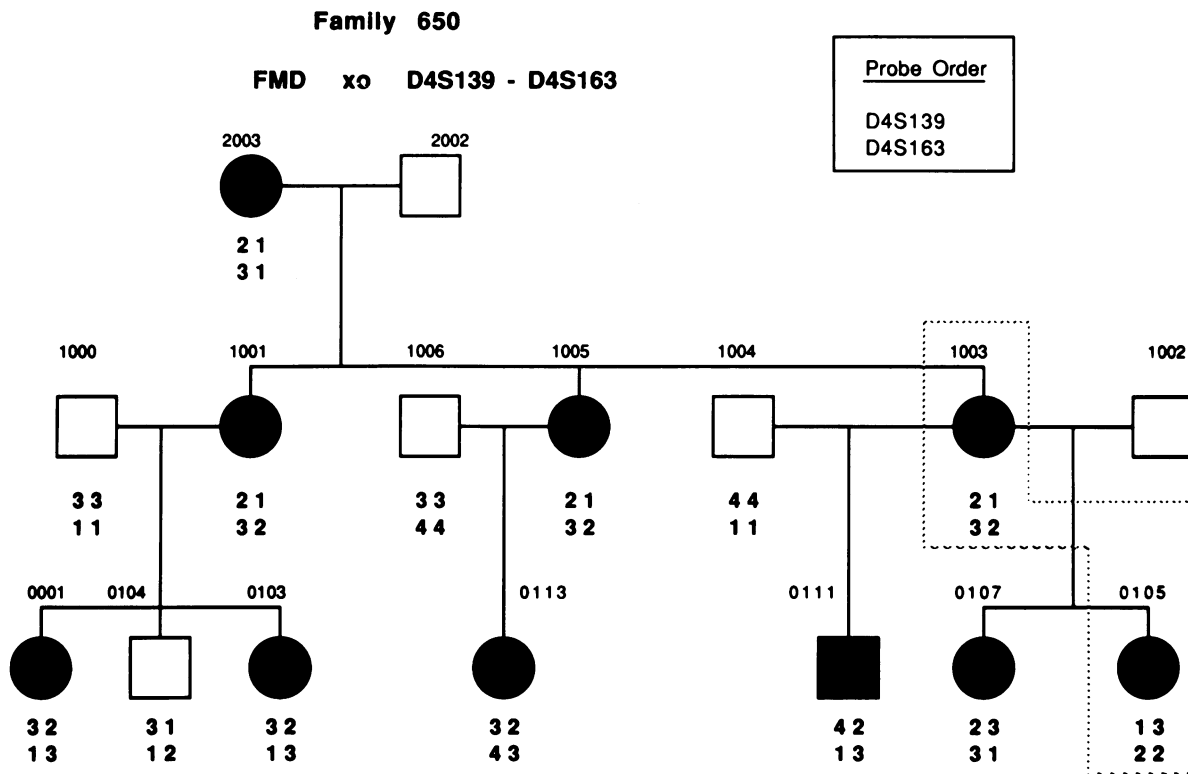 Family 650
FMD xo D4S139 - D4S163
Probe Order
D4S139
D4S163
2003 2002
2 1
3 1
1000 1001 1006 1005 1004 1003 1002
3 3 2 1 3 3 2 1 4 4 2 1
1 1 3 2 4 4 3 2 1 1 3 2
0001 0104 0103 0113 0111 0107 0105
3 2 3 1 3 2 3 2 4 2 2 3 1 3
1 3 1 2 1 3 4 3 1 3 3 1 2 2